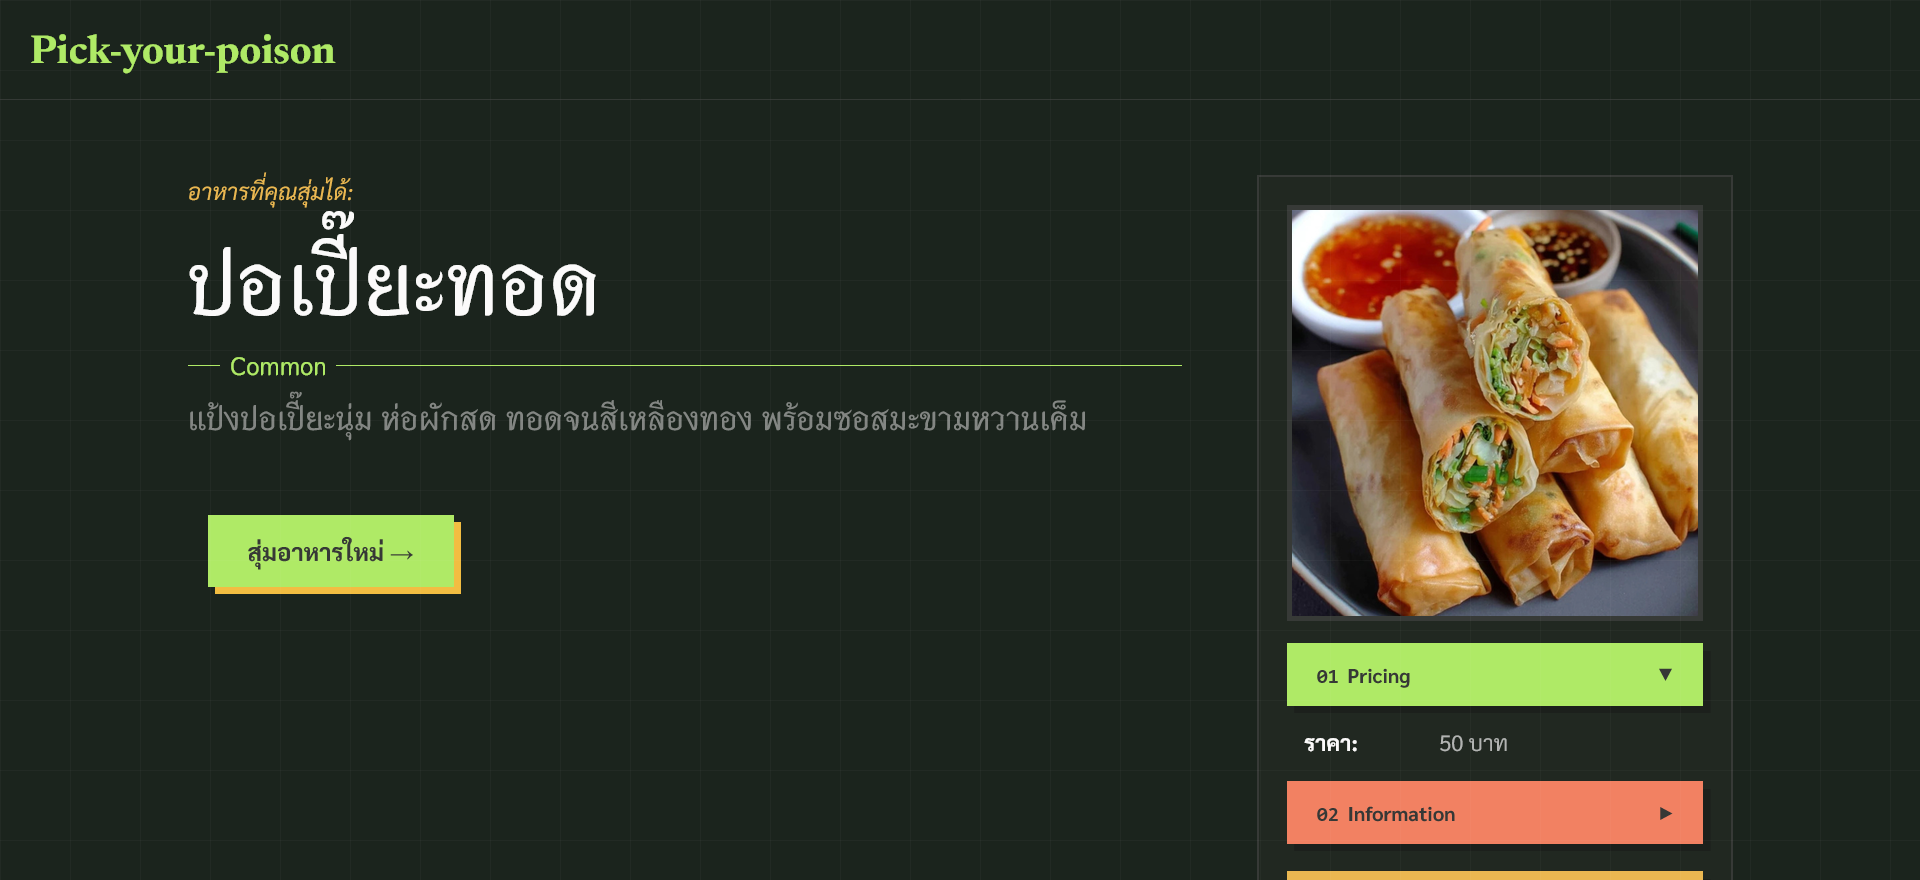 Pick-your-poison
อาหารที่คุณสุ่มได้:
ปอเปี๊ยะทอด
Common
แป้งปอเปี๊ยะนุ่ม ห่อผักสด ทอดจนสีเหลืองทอง พร้อมซอสมะขามหวานเค็ม
สุ่มอาหารใหม่ →
01 Pricing ▼
ราคา: 50 บาท
02 Information ►